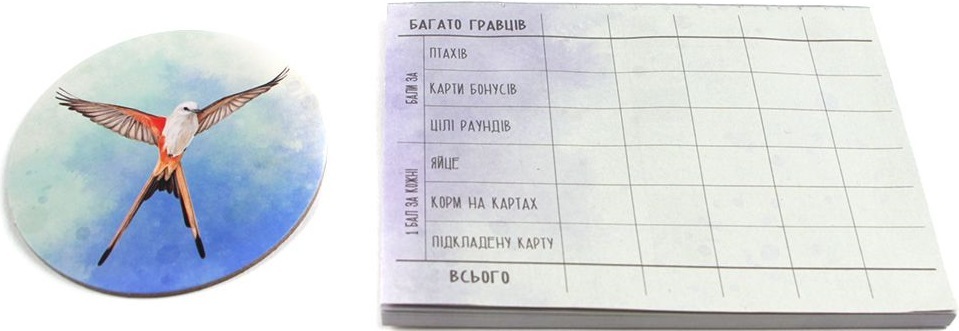 БАГАТО ГРАВЦІВ
БАЛИ ЗА
ПТАХІВ
КАРТИ БОНУСІВ
ЦІЛІ РАУНДІВ
1 БАЛ ЗА КОЖНІ
ЯЙЦЕ
КОРМ НА КАРТАХ
ПІДКЛАДЕНУ КАРТУ
ВСЬОГО